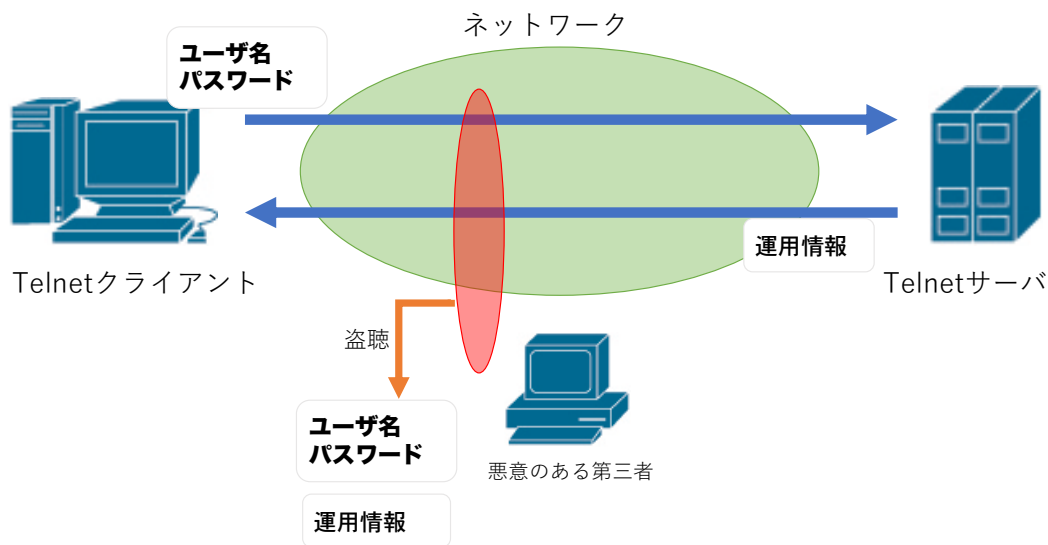 ネットワーク
ユーザ名
パスワード
運用情報
Telnetクライアント
Telnetサーバ
盗聴
ユーザ名
パスワード
悪意のある第三者
運用情報